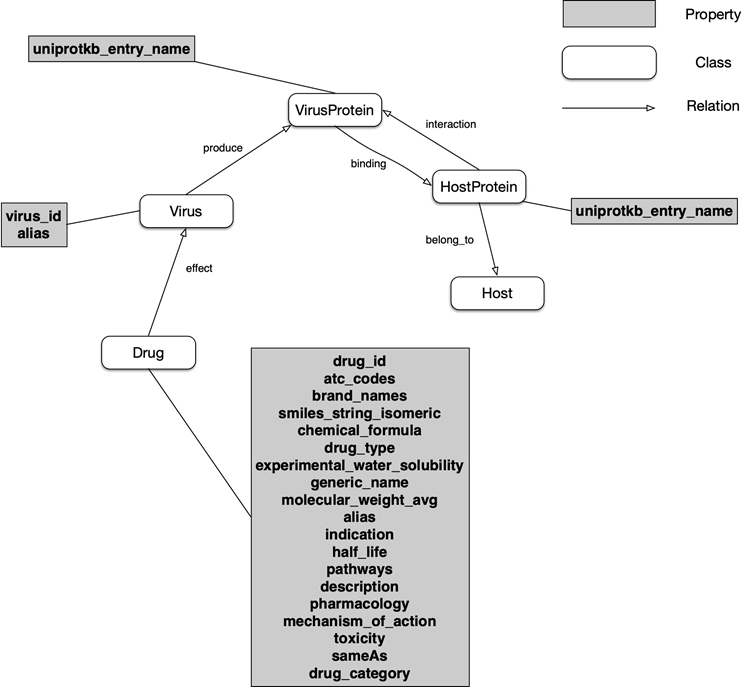 Property
uniprotkb_entry_name
Class
VirusProtein
Relation
interaction
produce
binding
HostProtein
Virus
virus_id
alias
uniprotkb_entry_name
belong_to
effect
Host
Drug
drug_id
atc_codes
brand_names
smiles_string_isomeric
chemical_formula
drug_type
experimental_water_solubility
generic_name
molecular_weight_avg
alias
indication
half_life
pathways
description
pharmacology
mechanism_of_action
toxicity
sameAs
drug_category